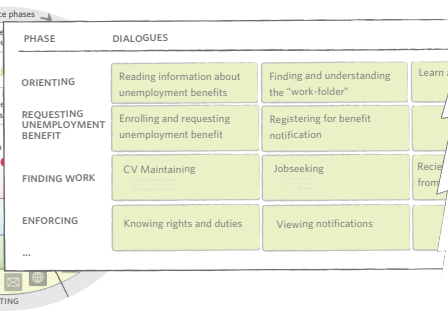 ce phases
PHASE
DIALOGUES
ORIENTING
Reading information about
unemployment benefits
Finding and understanding
the "work-folder"
Learn
REQUESTING
UNEMPLOYMENT
BENEFIT
Enrolling and requesting
unemployment benefit
Registering for benefit
notification
FINDING WORK
CV Maintaining
Jobseeking
Recie
from
ENFORCING
Knowing rights and duties
Viewing notifications
...
TING